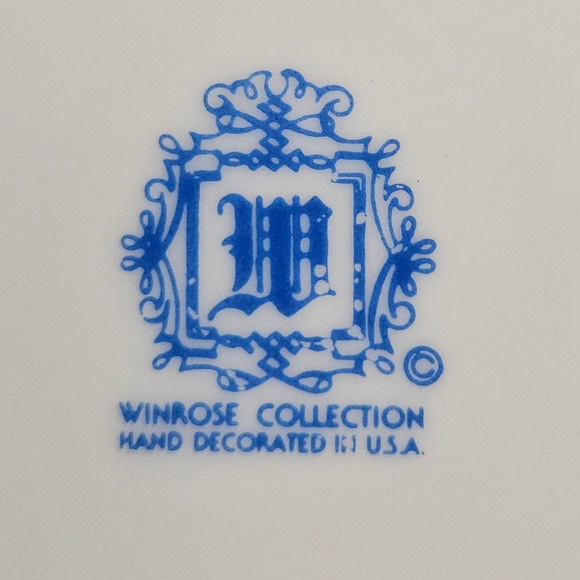 W
©
WINROSE COLLECTION
HAND DECORATED IN U.S.A.